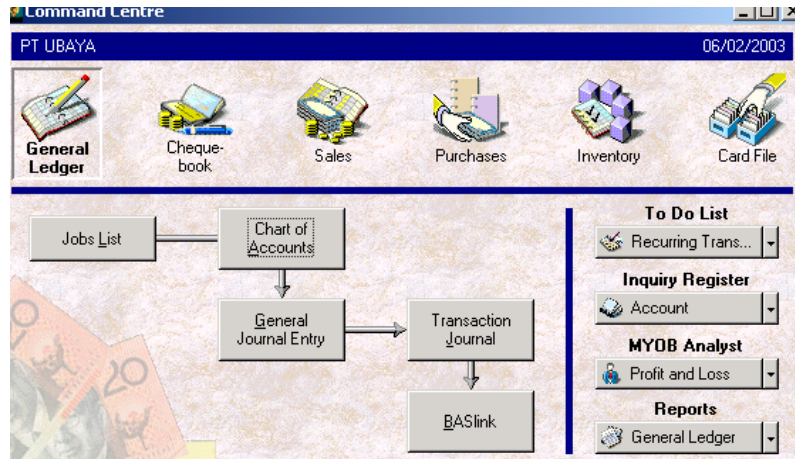 Command Centre
PT UBAYA
06/02/2003
General
Ledger
Cheque-
book
Sales
Purchases
Inventory
Card File
Jobs List
Chart of
Accounts
General
Journal Entry
Transaction
Journal
BASlink
To Do List
Recurring Trans...
Inquiry Register
Account
MYOB Analyst
Profit and Loss
Reports
General Ledger
20